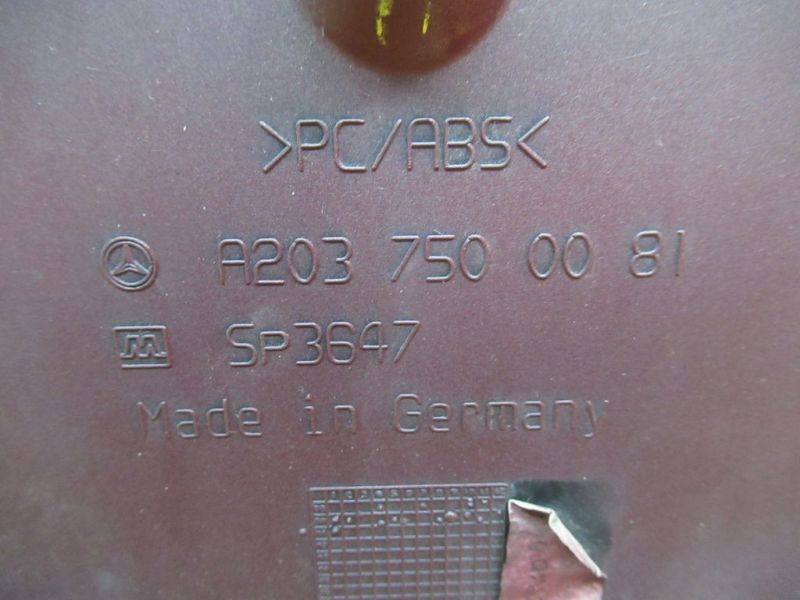 >PC/ABS<
A203 750 00 81
M Sp3647
Made in Germany